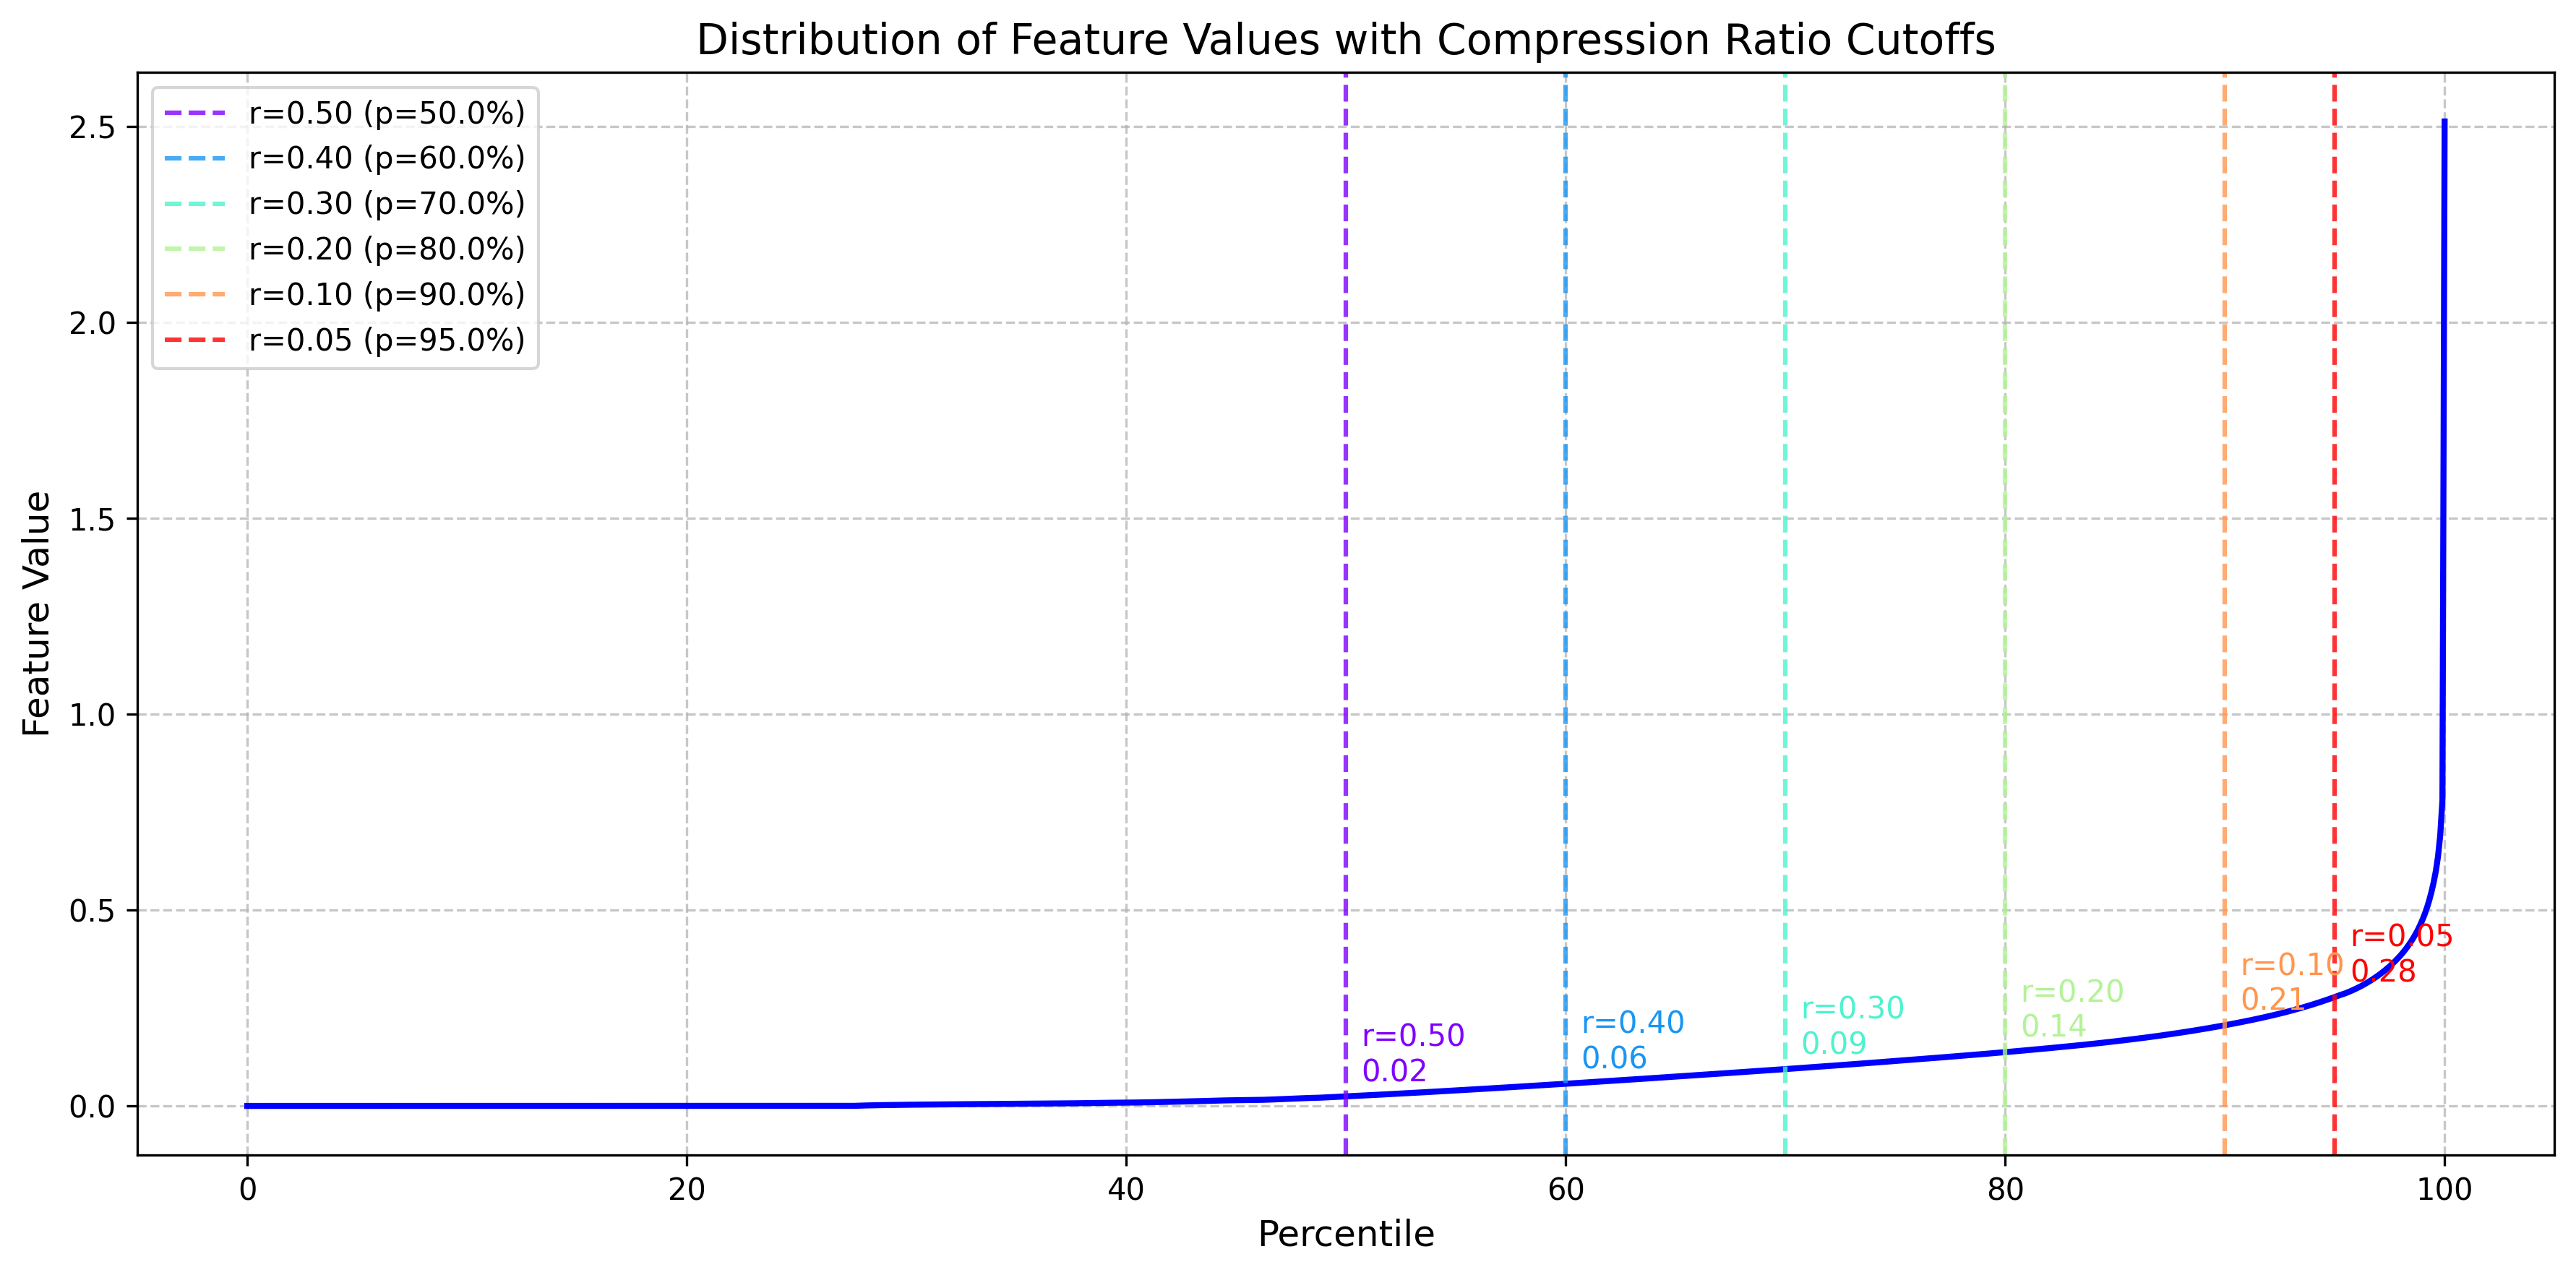 Distribution of Feature Values with Compression Ratio Cutoffs
r=0.50 (p=50.0%)
r=0.40 (p=60.0%)
r=0.30 (p=70.0%)
r=0.20 (p=80.0%)
r=0.10 (p=90.0%)
r=0.05 (p=95.0%)
2.5
2.0
1.5
1.0
0.5
0.0
Feature Value
r=0.50
0.02
r=0.40
0.06
r=0.30
0.09
r=0.20
0.14
r=0.10
0.21
r=0.05
0.28
0
20
40
60
80
100
Percentile